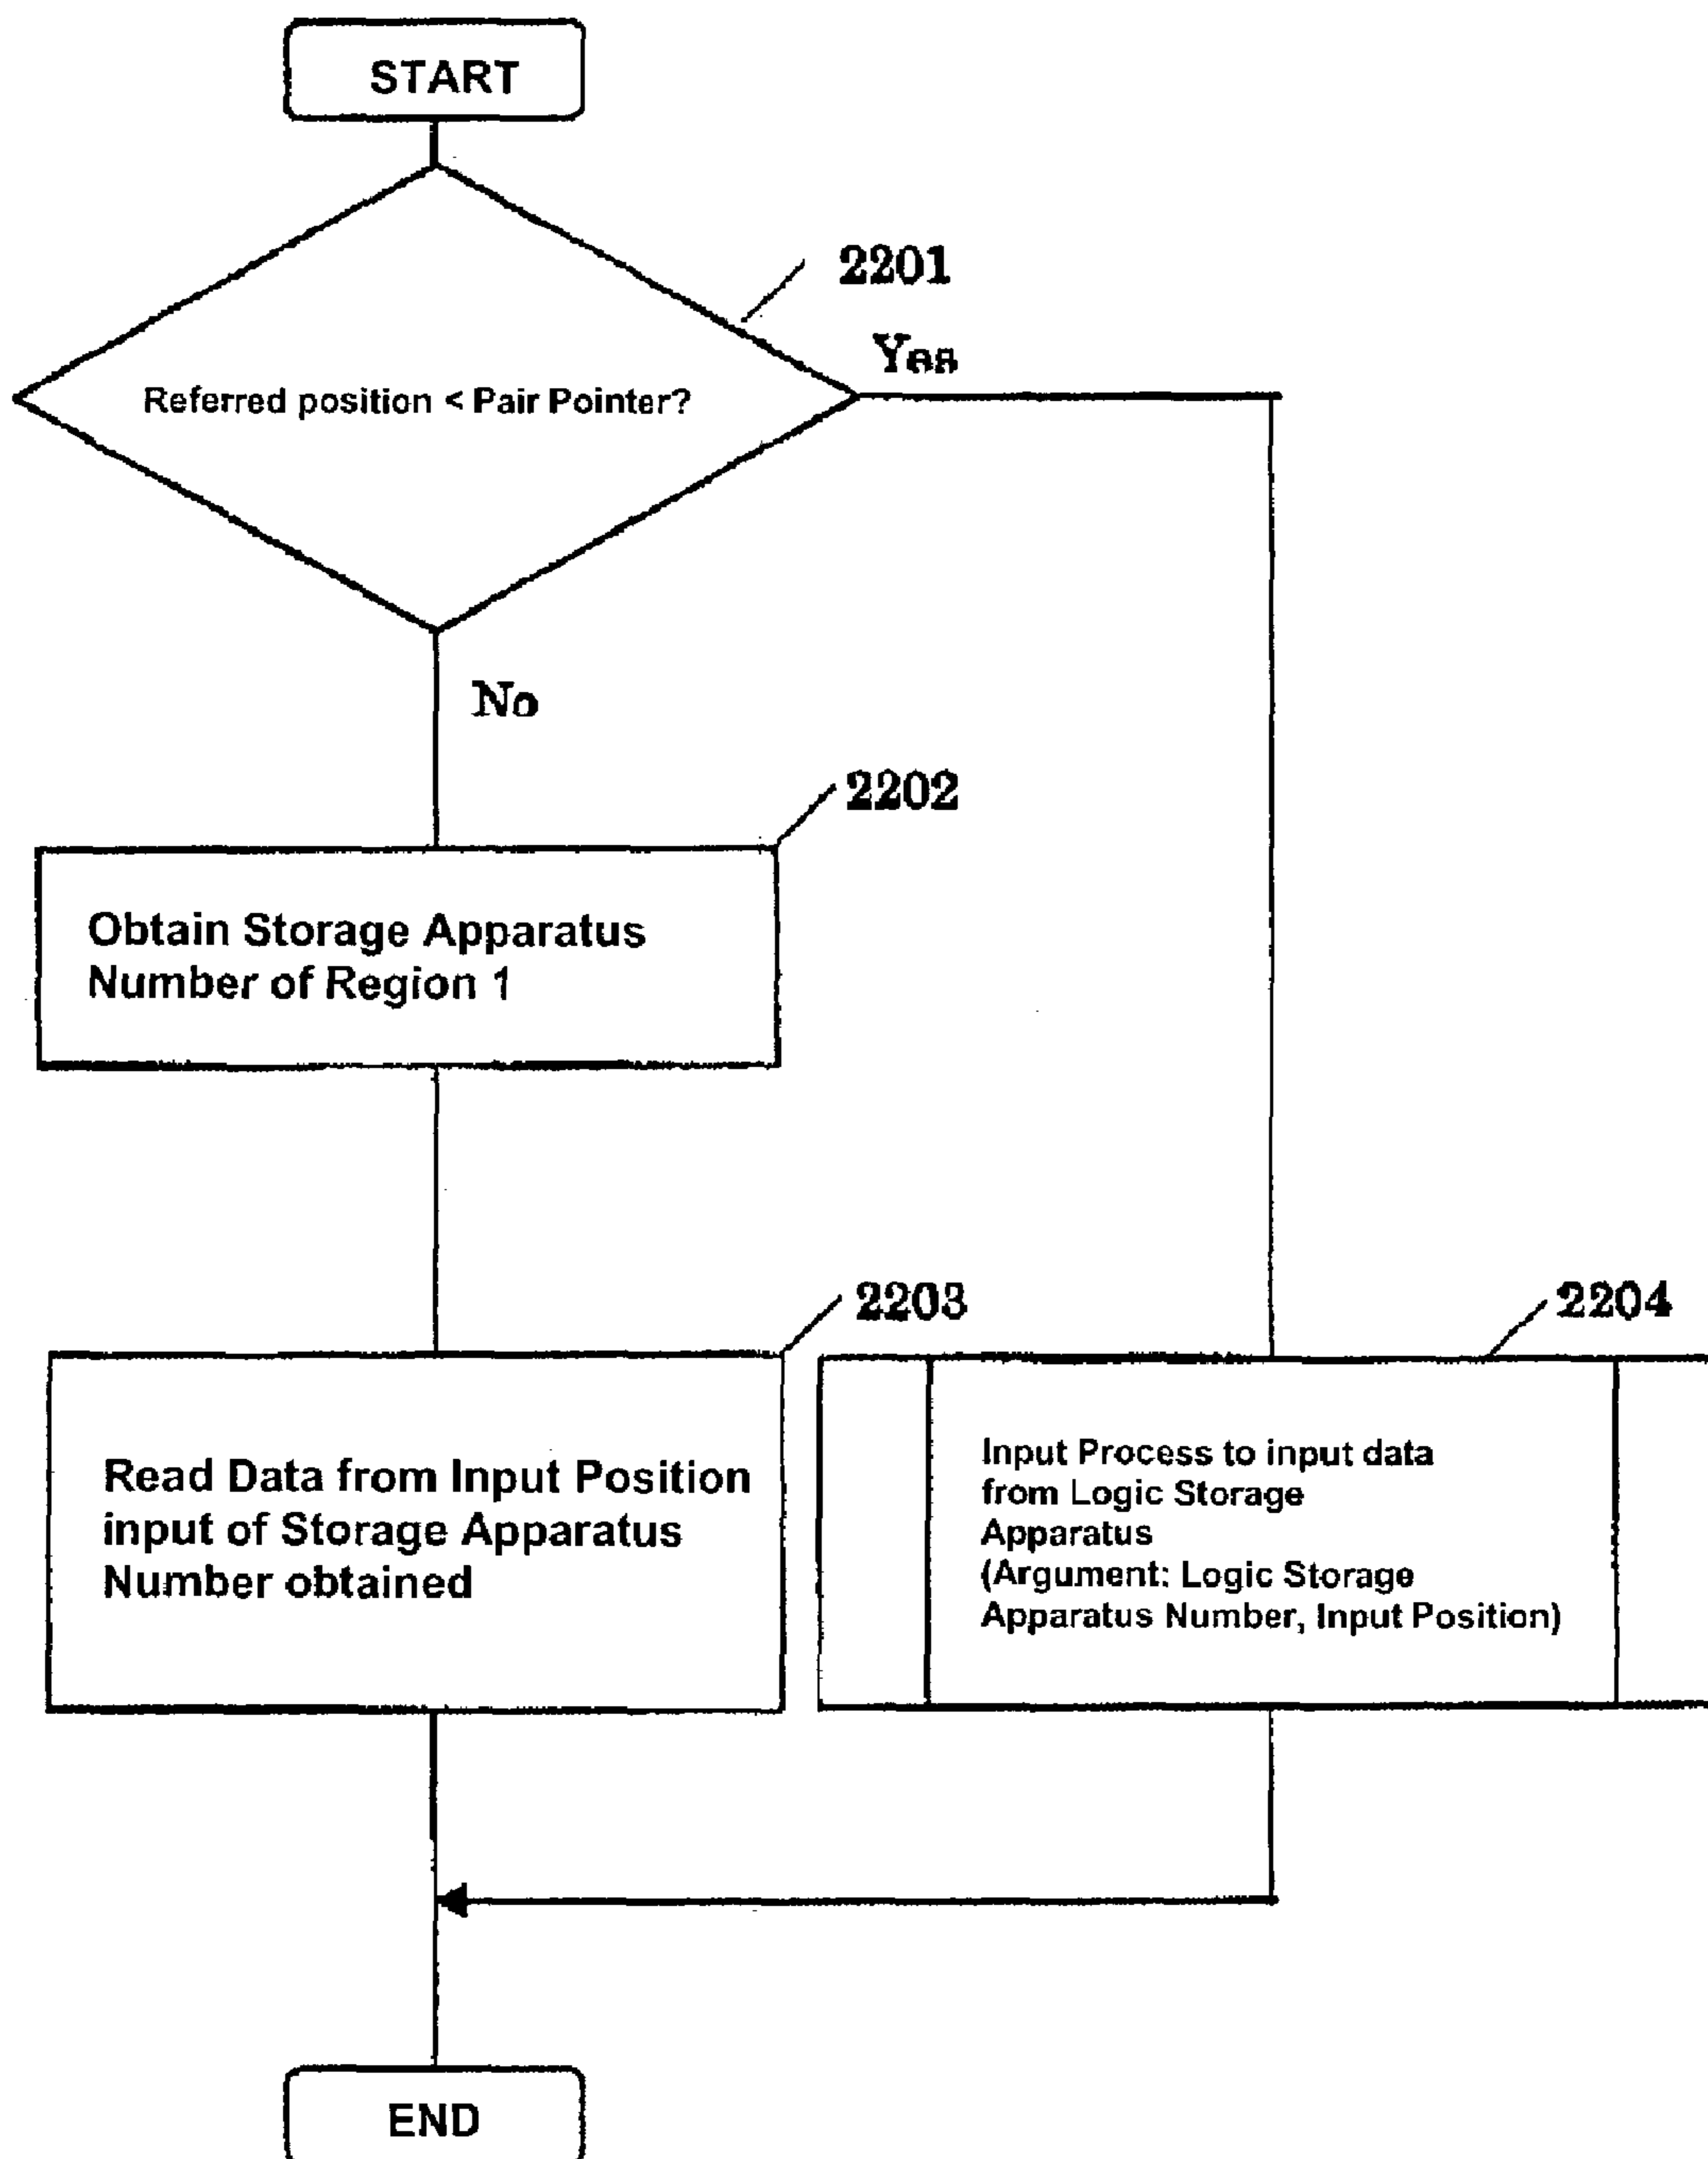 START
2201
Yes
Referred position < Pair Pointer?
No
2202
Obtain Storage Apparatus
Number of Region 1
2203
2204
Read Data from Input Position
input of Storage Apparatus
Number obtained
Input Process to input data
from Logic Storage
Apparatus
(Argument: Logic Storage
Apparatus Number, Input Position)
END